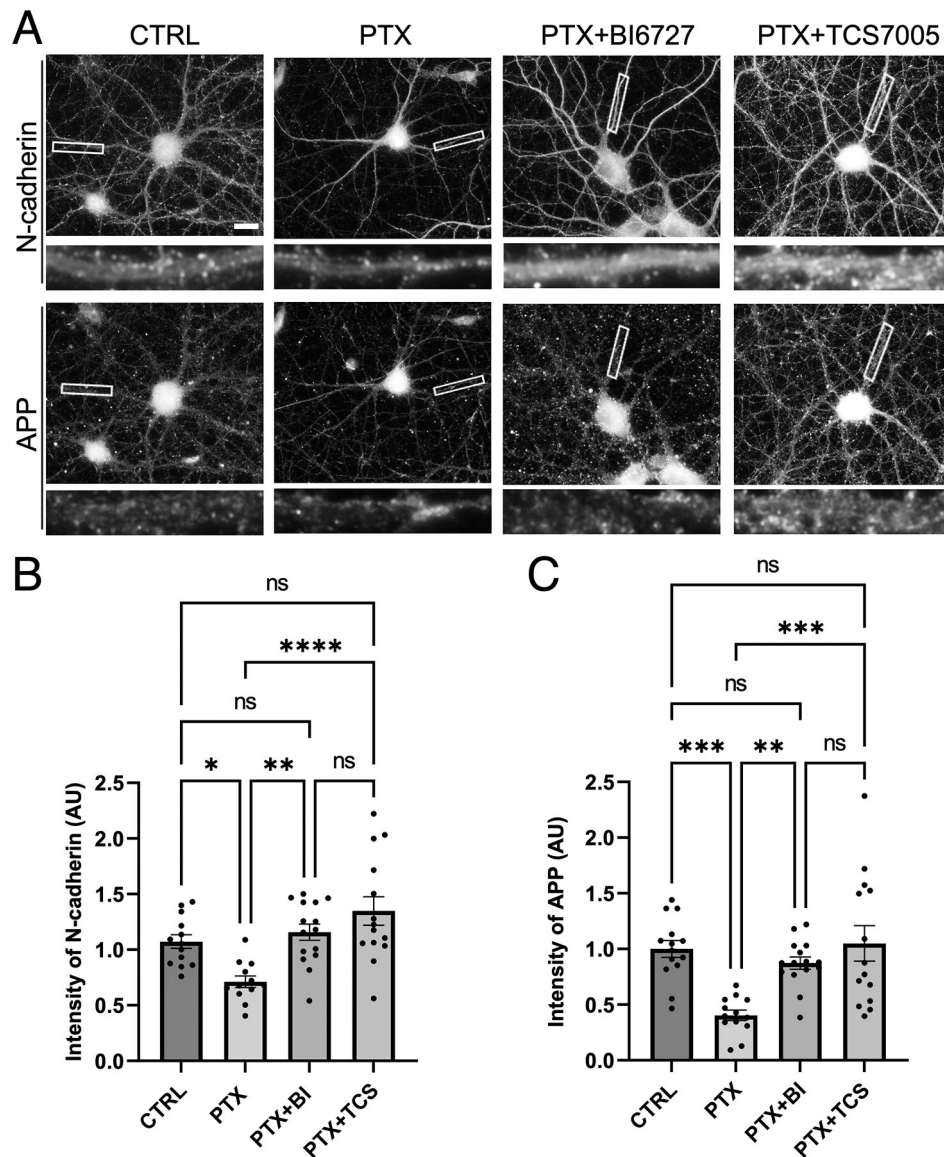 A
CTRL
PTX
PTX+BI6727
PTX+TCS7005
N-cadherin
APP
B
ns
****
ns
*
**
ns
Intensity of N-cadherin (AU)
2.5
2.0
1.5
1.0
0.5
0.0
CTRL
PTX
PTX+BI
PTX+TCS
C
ns
***
ns
***
**
ns
Intensity of APP (AU)
2.5
2.0
1.5
1.0
0.5
0.0
CTRL
PTX
PTX+BI
PTX+TCS